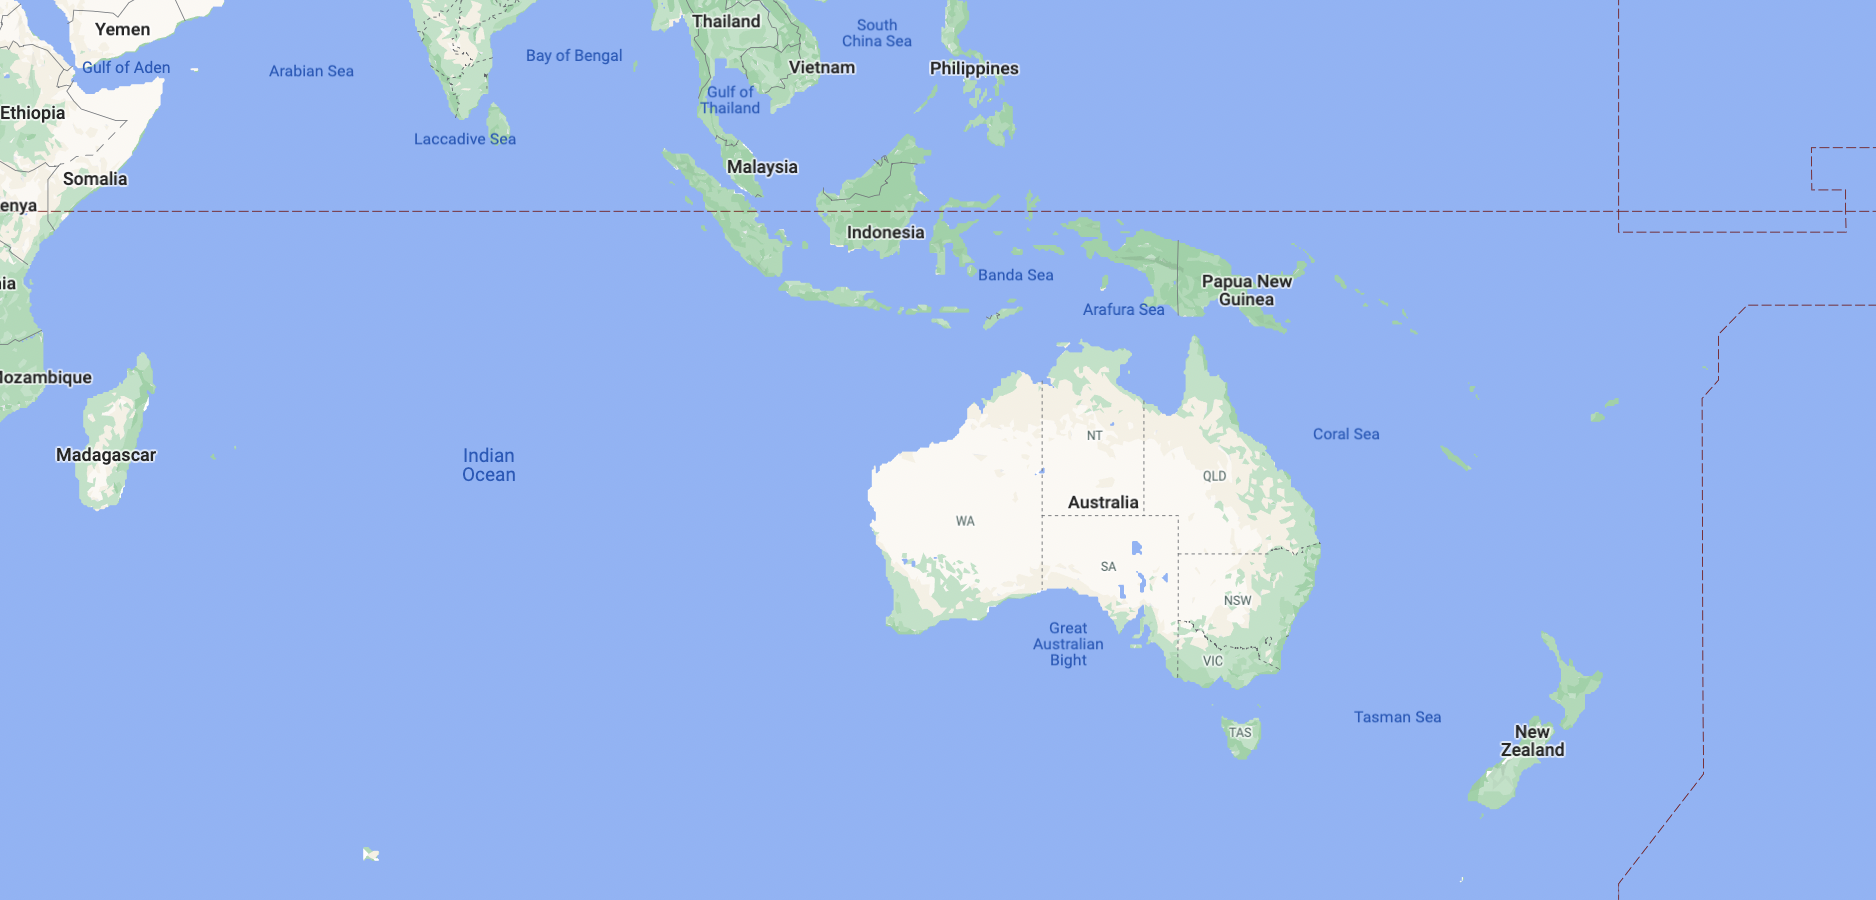 Yemen
Gulf of Aden
Arabian Sea
Bay of Bengal
Thailand
South
China Sea
Vietnam
Philippines
Gulf of
Thailand
Ethiopia
Laccadive Sea
Malaysia
Somalia
enya
Indonesia
Banda Sea
Papua New
Guinea
nia
Arafura Sea
Mozambique
Madagascar
Indian
Ocean
NT
Coral Sea
QLD
Australia
WA
SA
NSW
Great
Australian
Bight
VIC
Tasman Sea
TAS
New
Zealand